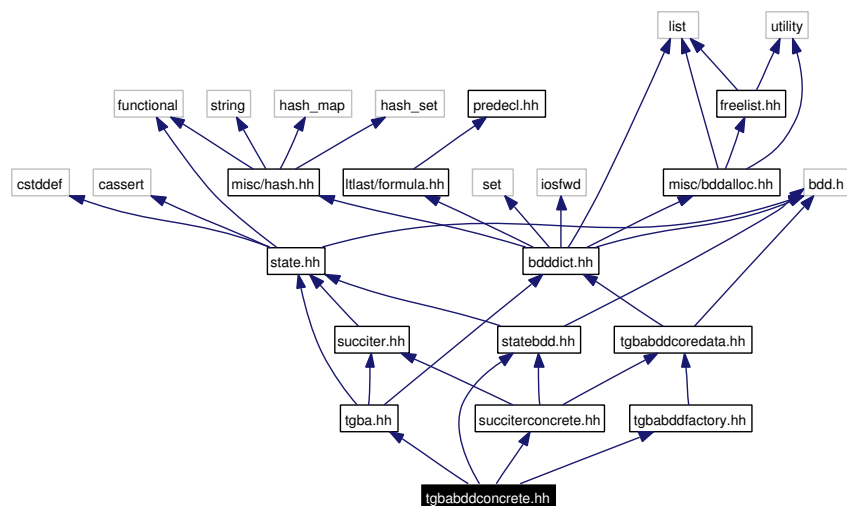 list
utility
functional
string
hash_map
hash_set
predecl.hh
freelist.hh
cstddef
cassert
misc/hash.hh
ltlast/formula.hh
set
iosfwd
misc/bddalloc.hh
bdd.h
state.hh
bdddict.hh
succiter.hh
statebdd.hh
tgbabddcoredata.hh
tgba.hh
succiterconcrete.hh
tgbabddfactory.hh
tgbabddconcrete.hh